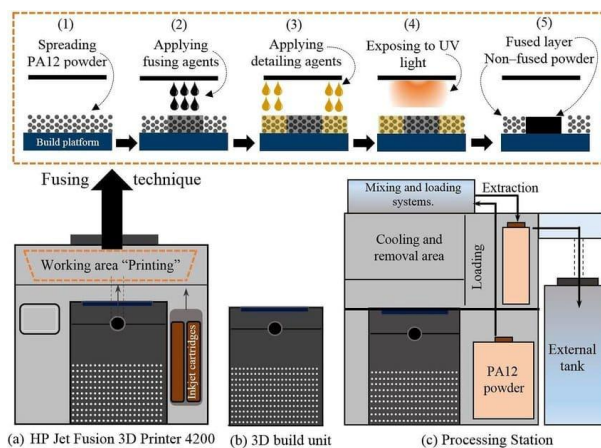 (1)
(2)
(3)
(4)
(5)
Spreading
PA12 powder
Applying
fusing agents
Applying
detailing agents
Exposing to UV
light
Fused layer
Non–fused powder
Build platform
Fusing technique
Working area "Printing"
Inkjet cartridges
(a) HP Jet Fusion 3D Printer 4200
(b) 3D build unit
Mixing and loading
systems.
Extraction
Cooling and
removal area
Loading
PA12
powder
External
tank
(c) Processing Station